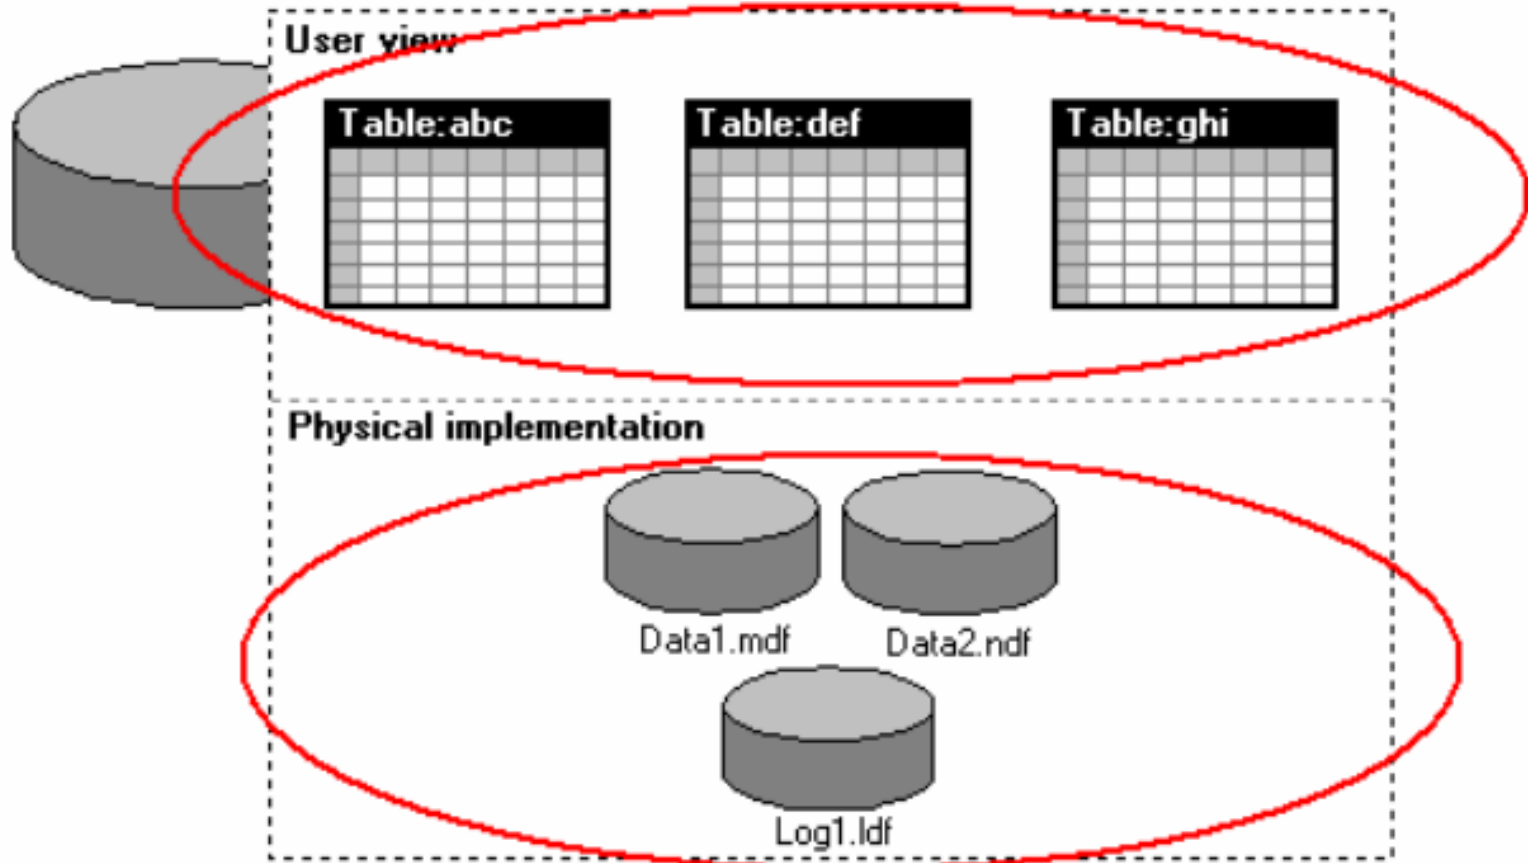 User view
Table:abc
Table:def
Table:ghi
Physical implementation
Data1.mdf
Data2.ndf
Log1.ldf